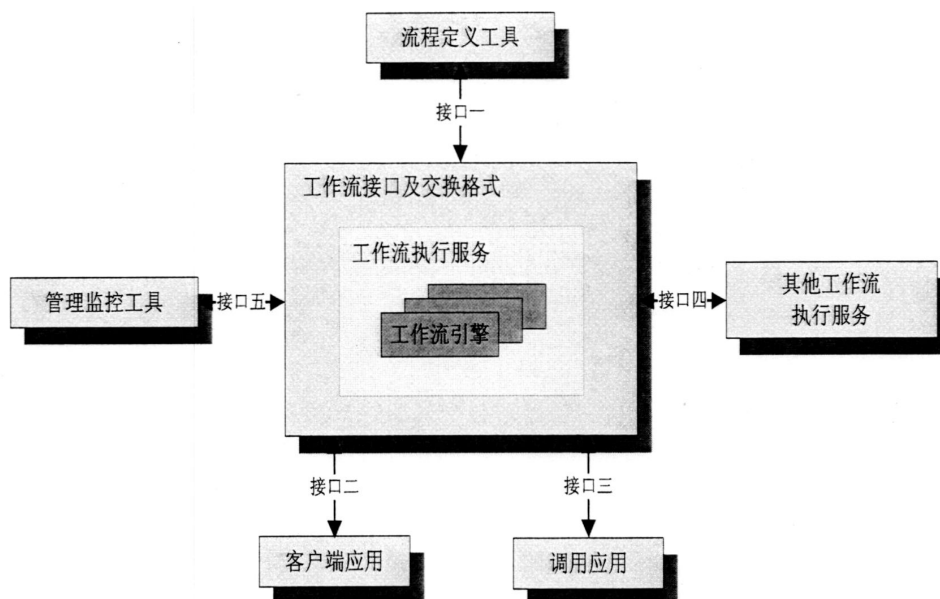 流程定义工具
接口一
工作流接口及交换格式
工作流执行服务
工作流引擎
管理监控工具
接口五
接口四
其他工作流
执行服务
接口二
接口三
客户端应用
调用应用